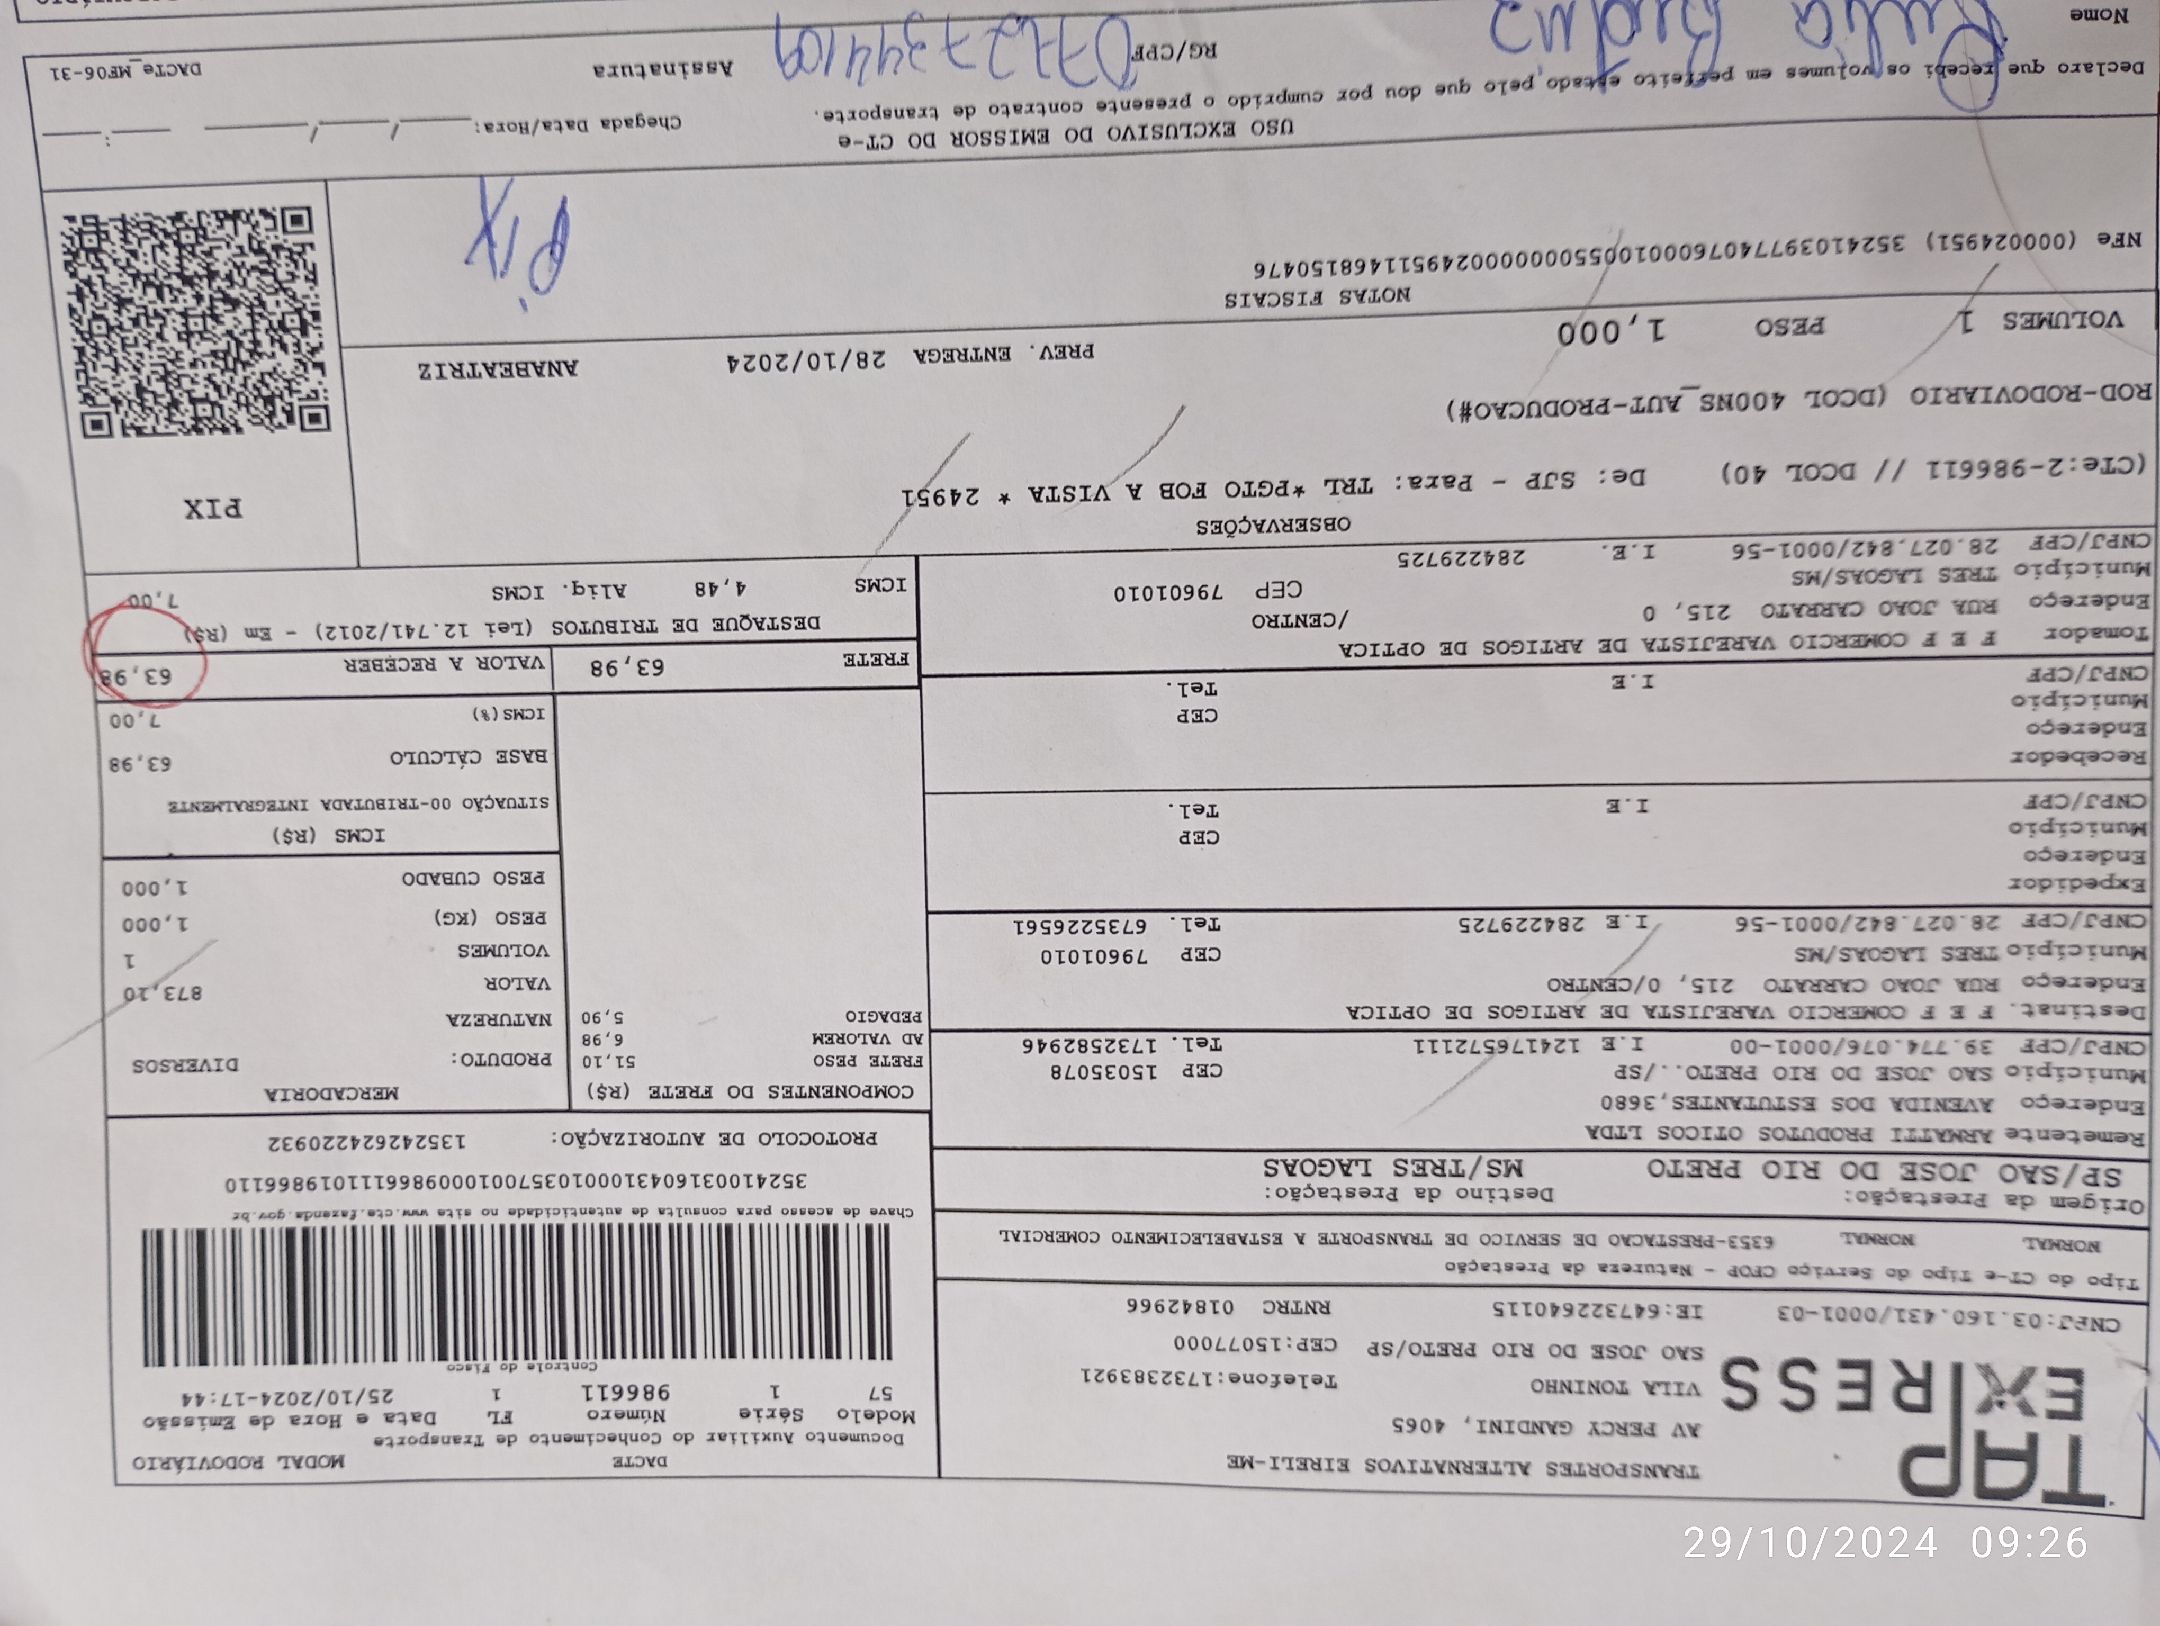 TAP
EXPRESS
TRANSPORTES ALTERNATIVOS EIRELI-ME
AV PERCY GANDINI, 4065
VILA TONINHO Telefone:1732383921
SAO JOSE DO RIO PRETO/SP CEP:15077000
CNPJ:03.160.431/0001-03 IE:647322640115 RNTRC 01842966
DACTE MODAL RODOVIÁRIO
Documento Auxiliar do Conhecimento de Transporte
Modelo Série Número FL Data e Hora de Emissão
57 1 986611 1 25/10/2024-17:44
Controle do Fisco
Chave de acesso para consulta de autenticidade no site www.cte.fazenda.gov.br
PROTOCOLO DE AUTORIZAÇÃO: 135242624220932
Tipo do CT-e Tipo do Serviço CFOP - Natureza da Prestação
NORMAL NORMAL 6353-PRESTACAO DE SERVICO DE TRANSPORTE A ESTABELECIMENTO COMERCIAL
Origem da Prestação: Destino da Prestação:
SP/SAO JOSE DO RIO PRETO MS/TRES LAGOAS
Remetente ARMATTI PRODUTOS OTICOS LTDA
Endereço AVENIDA DOS ESTUTANTES,3680
Município SAO JOSE DO RIO PRETO../SP CEP 15035078
CNPJ/CPF 39.774.076/0001-00 I.E 124176572111 Tel. 1732582946
Destinat. F E F COMERCIO VAREJISTA DE ARTIGOS DE OPTICA
Endereço RUA JOAO CARRATO 215, 0/CENTRO
Município TRES LAGOAS/MS CEP 79601010
CNPJ/CPF 28.027.842/0001-56 I.E 284229725 Tel. 6735226561
Expedidor
Endereço
Município CEP
CNPJ/CPF I.E Tel.
Recebedor
Endereço
Município CEP
CNPJ/CPF I.E Tel.
Tomador F E F COMERCIO VAREJISTA DE ARTIGOS DE OPTICA
Endereço RUA JOAO CARRATO 215, 0 /CENTRO
Município TRES LAGOAS/MS CEP 79601010
CNPJ/CPF 28.027.842/0001-56 I.E. 284229725
COMPONENTES DO FRETE (R$)
FRETE PESO 51,10
AD VALOREM 6,98
PEDAGIO 5,90
MERCADORIA
PRODUTO: DIVERSOS
NATUREZA
VALOR 873,10
VOLUMES 1
PESO (KG) 1,000
PESO CUBADO 1,000
ICMS (R$)
SITUAÇÃO 00-TRIBUTADA INTEGRALMENTE
BASE CÁLCULO 63,98
ICMS(%) 7,00
FRETE 63,98 VALOR A RECEBER 63,98
DESTAQUE DE TRIBUTOS (Lei 12.741/2012) - Em (R$)
ICMS 4,48 Aliq. ICMS 7,00
OBSERVAÇÕES
(CTe:2-986611 // DCOL 40) De: SJP - Para: TRL *PGTO FOB A VISTA * 24951
ROD-RODOVIARIO (DCOL 400NS_AUT-PRODUCAO#)
PIX
VOLUMES 1 PESO 1,000 PREV. ENTREGA 28/10/2024 ANABEATRIZ
NOTAS FISCAIS
PIX
USO EXCLUSIVO DO EMISSOR DO CT-e
Declaro que recebi os volumes em perfeito estado pelo que dou por cumprido o presente contrato de transporte.
Chegada Data/Hora: ____/____/____ ___:___
Nome RG/CPF 07127344109 Assinatura DACTe_MF06-31
29/10/2024 09:26